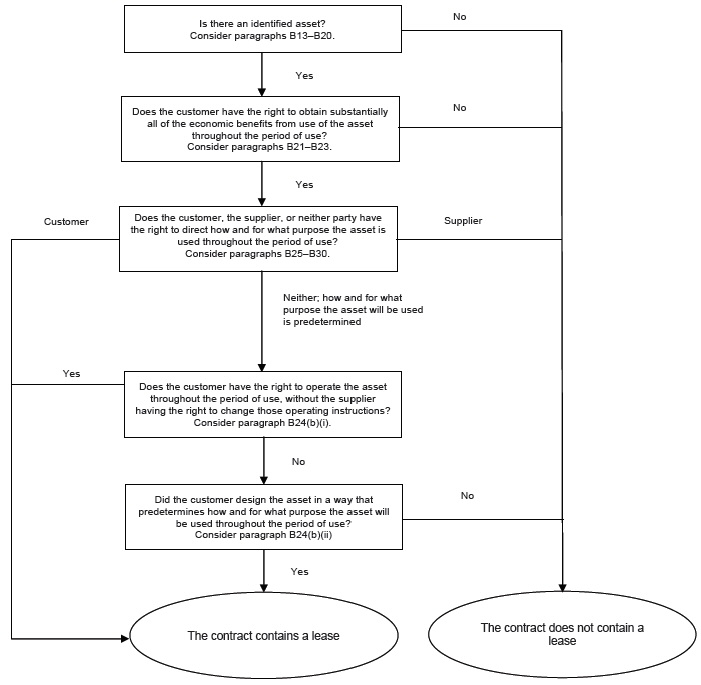 Is there an identified asset?
Consider paragraphs B13–B20.
No
Yes
Does the customer have the right to obtain substantially
all of the economic benefits from use of the asset
throughout the period of use?
Consider paragraphs B21–B23.
No
Yes
Customer
Does the customer, the supplier, or neither party have
the right to direct how and for what purpose the asset is
used throughout the period of use?
Consider paragraphs B25–B30.
Supplier
Neither; how and for what
purpose the asset will be used
is predetermined
Yes
Does the customer have the right to operate the asset
throughout the period of use, without the supplier
having the right to change those operating instructions?
Consider paragraph B24(b)(i).
No
Did the customer design the asset in a way that
predetermines how and for what purpose the asset will
be used throughout the period of use?
Consider paragraph B24(b)(ii)
No
Yes
The contract contains a lease
The contract does not contain a
lease